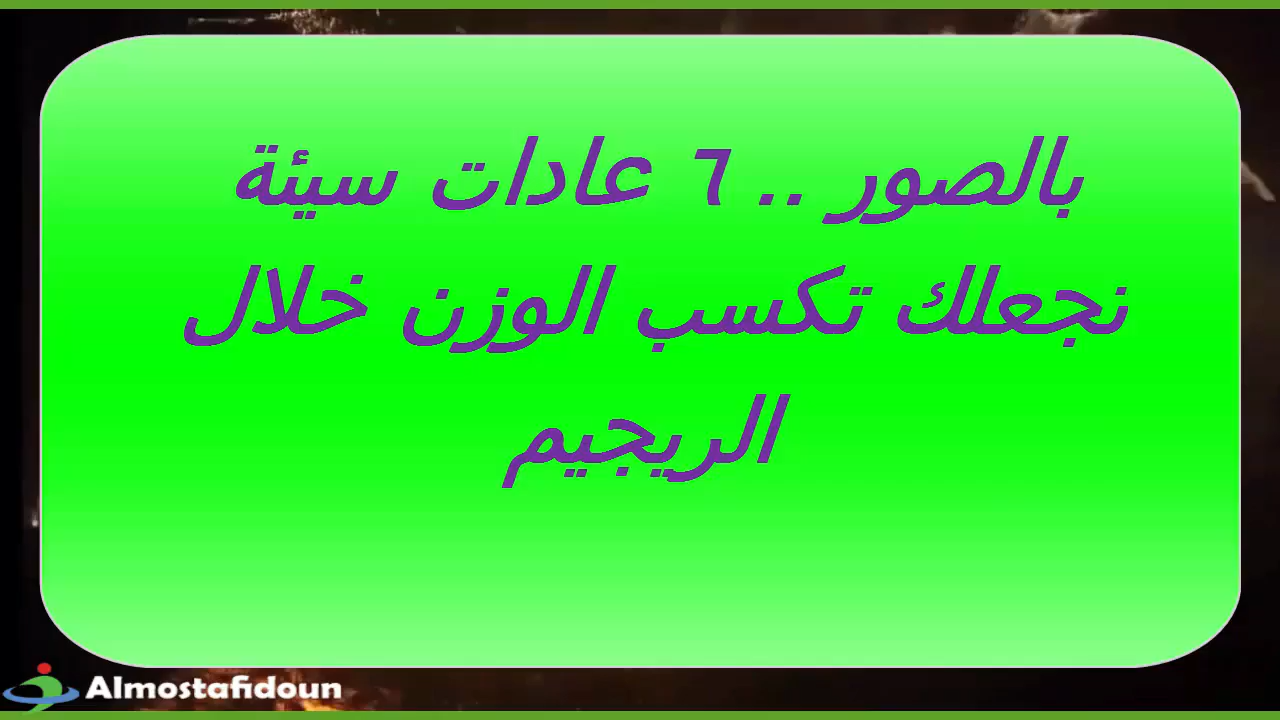 بالصور .. ٦ عادات سيئة
نجعلك تكسب الوزن خلال
الريجيم
Almostafidoun